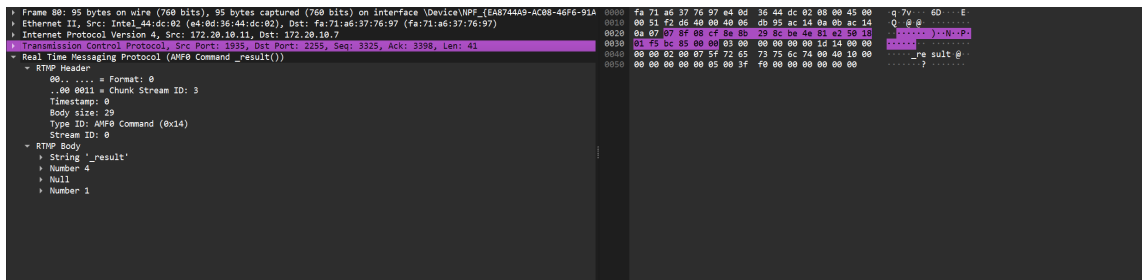 Frame 80: 95 bytes on wire (760 bits), 95 bytes captured (760 bits) on interface \Device\NPF_{EA8744A9-AC08-46F6-91A
Ethernet II, Src: Intel_44:dc:02 (e4:0d:36:44:dc:02), Dst: fa:71:a6:37:76:97 (fa:71:a6:37:76:97)
Internet Protocol Version 4, Src: 172.20.10.11, Dst: 172.20.10.7
Transmission Control Protocol, Src Port: 1935, Dst Port: 2255, Seq: 3325, Ack: 3398, Len: 41
Real Time Messaging Protocol (AMF0 Command _result())
RTMP Header
00.. .... = Format: 0
..00 0011 = Chunk Stream ID: 3
Timestamp: 0
Body size: 29
Type ID: AMF0 Command (0x14)
Stream ID: 0
RTMP Body
String '_result'
Number 4
Null
Number 1
0000 fa 71 a6 37 76 97 e4 0d 36 44 dc 02 08 00 45 00 ·q·7v··· 6D····E·
0010 00 51 f2 d6 40 00 40 06 db 95 ac 14 0a 0b ac 14 ·Q··@·@· ········
0020 0a 07 07 8f 08 cf 8e 8b 29 8c be 4e 81 e2 50 18 ········ )··N··P·
0030 01 f5 bc 85 00 00 03 00 00 00 00 00 1d 14 00 00 ········ ········
0040 00 00 02 00 07 5f 72 65 73 75 6c 74 00 40 10 00 ·····_re sult·@··
0050 00 00 00 00 00 05 00 3f f0 00 00 00 00 00 00 ·······? ·······